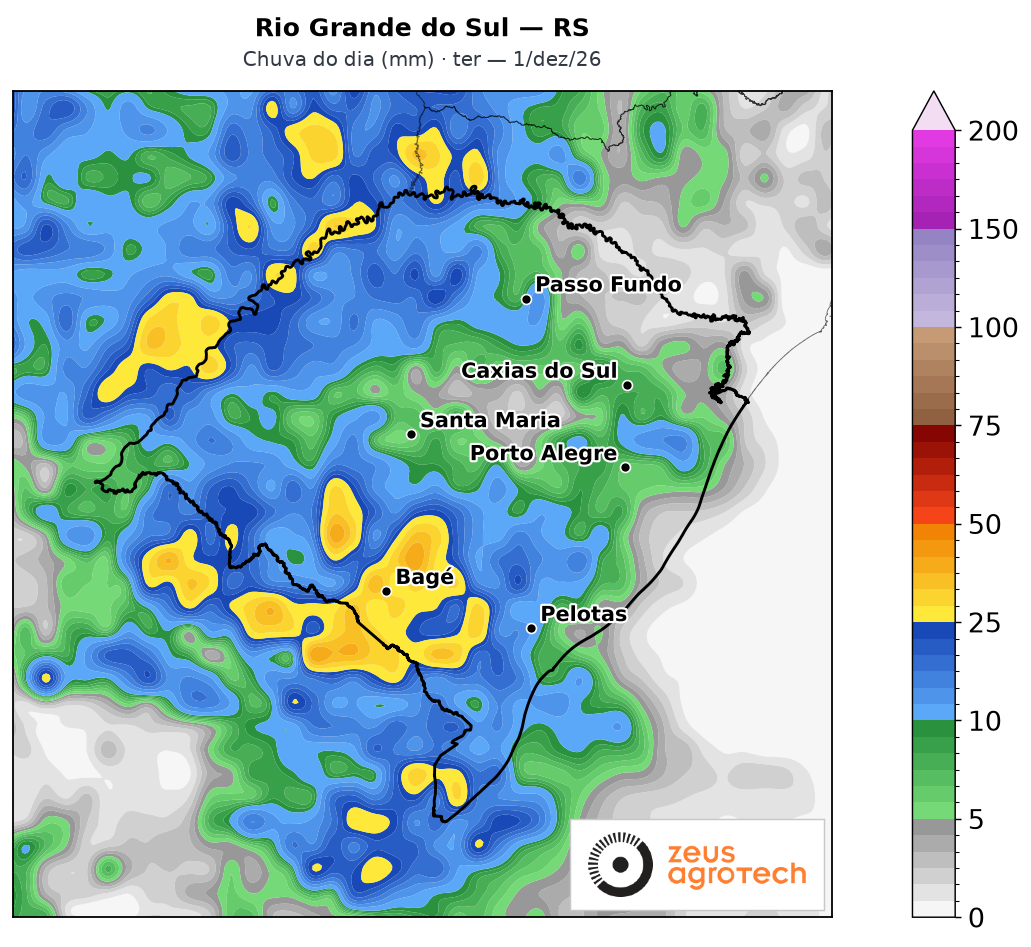 Rio Grande do Sul — RS
Chuva do dia (mm) · ter — 1/dez/26
Passo Fundo
Caxias do Sul
Santa Maria
Porto Alegre
Bagé
Pelotas
200
150
100
75
50
25
10
5
0
zeus
agrotech